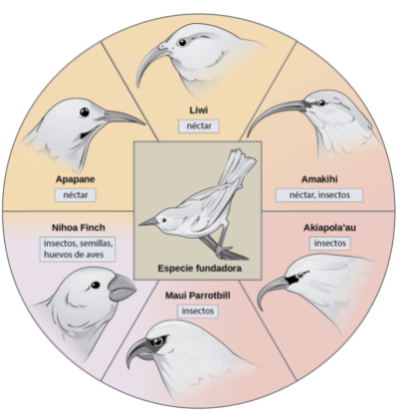 Liwi
néctar
Apapane
néctar
Amakihi
néctar, insectos
Nihoa Finch
insectos, semillas,
huevos de aves
Akiapola'au
insectos
Especie fundadora
Maui Parrotbill
insectos